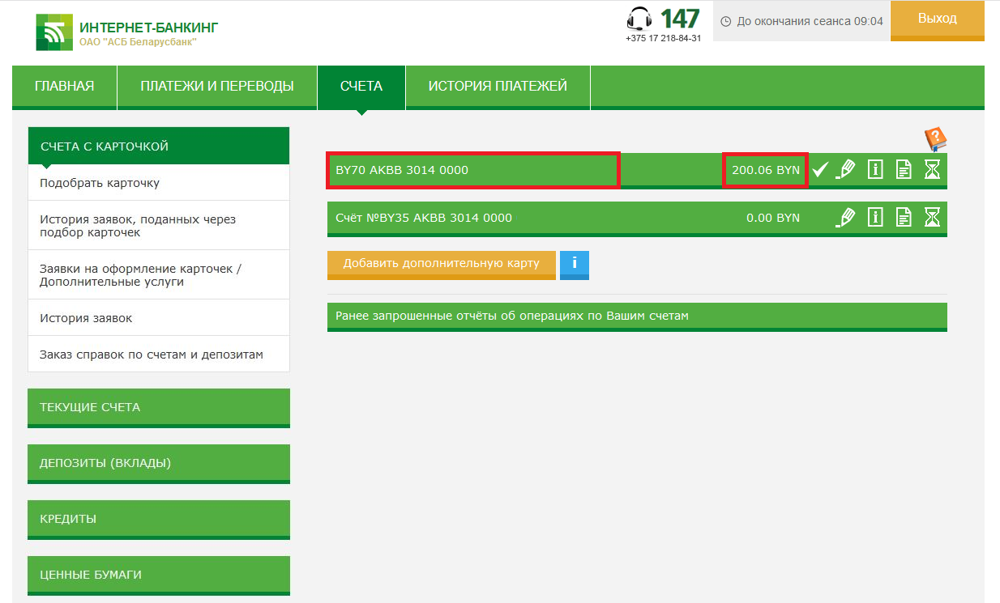 ИНТЕРНЕТ-БАНКИНГ
ОАО "АСБ Беларусбанк"
147
+375 17 218-84-31
До окончания сеанса 09:04
Выход
ГЛАВНАЯ
ПЛАТЕЖИ И ПЕРЕВОДЫ
СЧЕТА
ИСТОРИЯ ПЛАТЕЖЕЙ
СЧЕТА С КАРТОЧКОЙ
Подобрать карточку
История заявок, поданных через
подбор карточек
Заявки на оформление карточек /
Дополнительные услуги
История заявок
Заказ справок по счетам и депозитам
ТЕКУЩИЕ СЧЕТА
ДЕПОЗИТЫ (ВКЛАДЫ)
КРЕДИТЫ
ЦЕННЫЕ БУМАГИ
?
BY70 AKBB 3014 0000 200.06 BYN
Счёт №BY35 AKBB 3014 0000 0.00 BYN
Добавить дополнительную карту
i
Ранее запрошенные отчёты об операциях по Вашим счетам